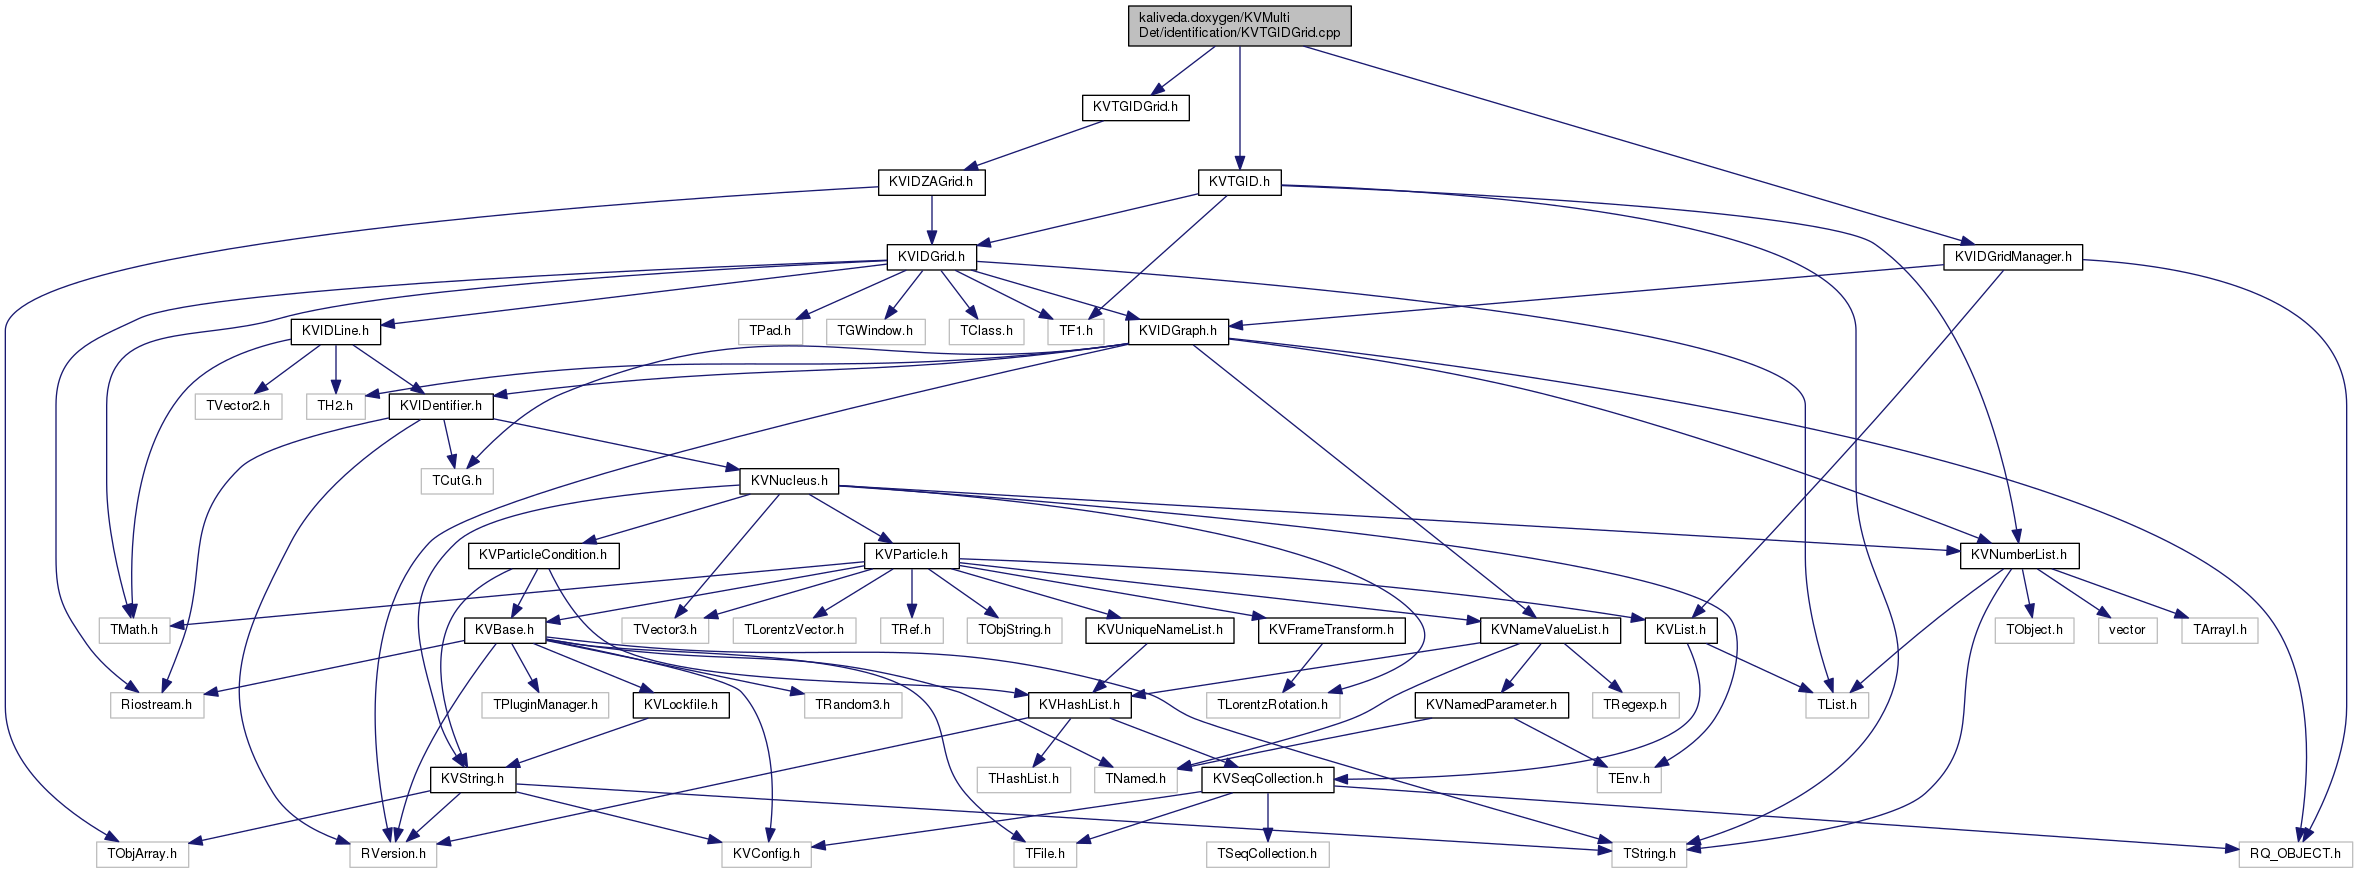 kaliveda.doxygen/KVMulti
Det/identification/KVTGIDGrid.cpp
KVTGIDGrid.h
KVIDZAGrid.h
KVTGID.h
KVIDGrid.h
KVIDGridManager.h
KVIDLine.h
TPad.h
TGWindow.h
TClass.h
TF1.h
KVIDGraph.h
TVector2.h
TH2.h
KVIDentifier.h
TCutG.h
KVNucleus.h
KVParticleCondition.h
KVParticle.h
KVNumberList.h
TMath.h
KVBase.h
TVector3.h
TLorentzVector.h
TRef.h
TObjString.h
KVUniqueNameList.h
KVFrameTransform.h
KVNameValueList.h
KVList.h
TObject.h
vector
TArrayI.h
Riostream.h
TPluginManager.h
KVLockfile.h
TRandom3.h
KVHashList.h
TLorentzRotation.h
KVNamedParameter.h
TRegexp.h
TList.h
KVString.h
THashList.h
TNamed.h
KVSeqCollection.h
TEnv.h
TObjArray.h
RVersion.h
KVConfig.h
TFile.h
TSeqCollection.h
TString.h
RQ_OBJECT.h